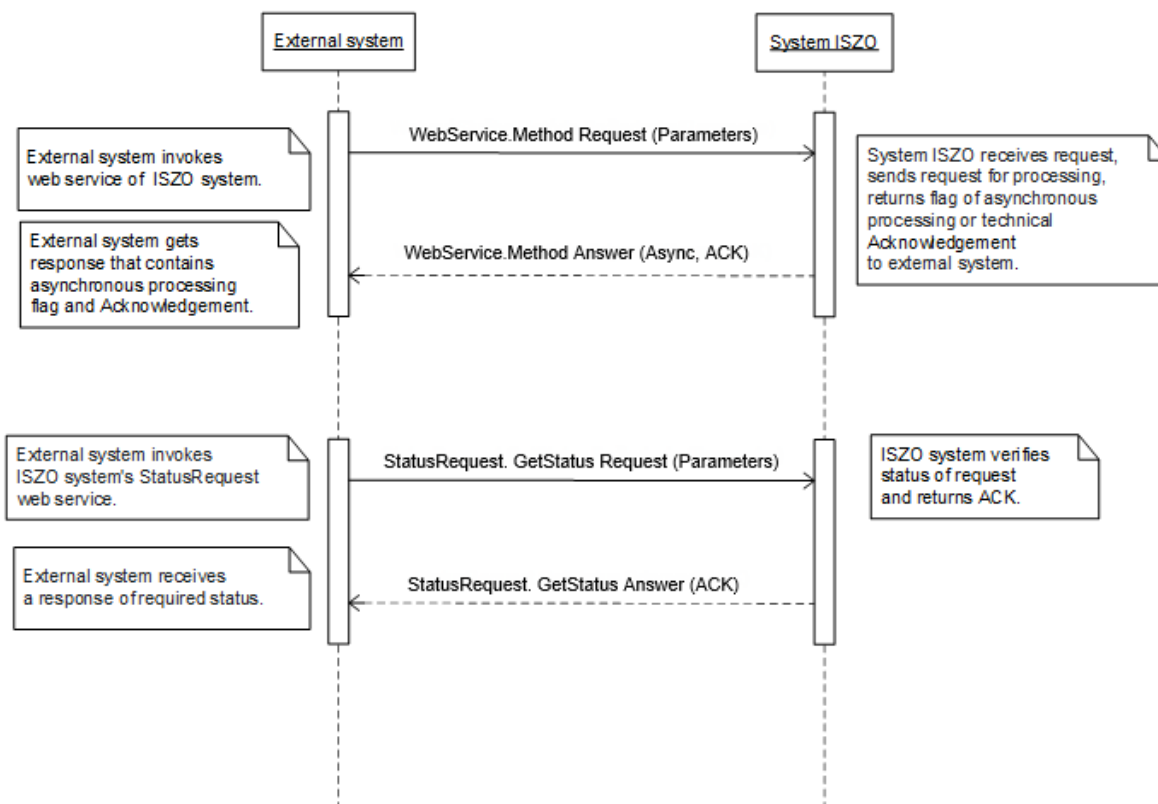 External system
System ISZO
WebService.Method Request (Parameters)
External system invokes
web service of ISZO system.
System ISZO receives request,
sends request for processing,
returns flag of asynchronous
processing or technical
Acknowledgement
to external system.
External system gets
response that contains
asynchronous processing
flag and Acknowledgement.
WebService.Method Answer (Async, ACK)
External system invokes
ISZO system's StatusRequest
web service.
StatusRequest. GetStatus Request (Parameters)
ISZO system verifies
status of request
and returns ACK.
External system receives
a response of required status.
StatusRequest. GetStatus Answer (ACK)